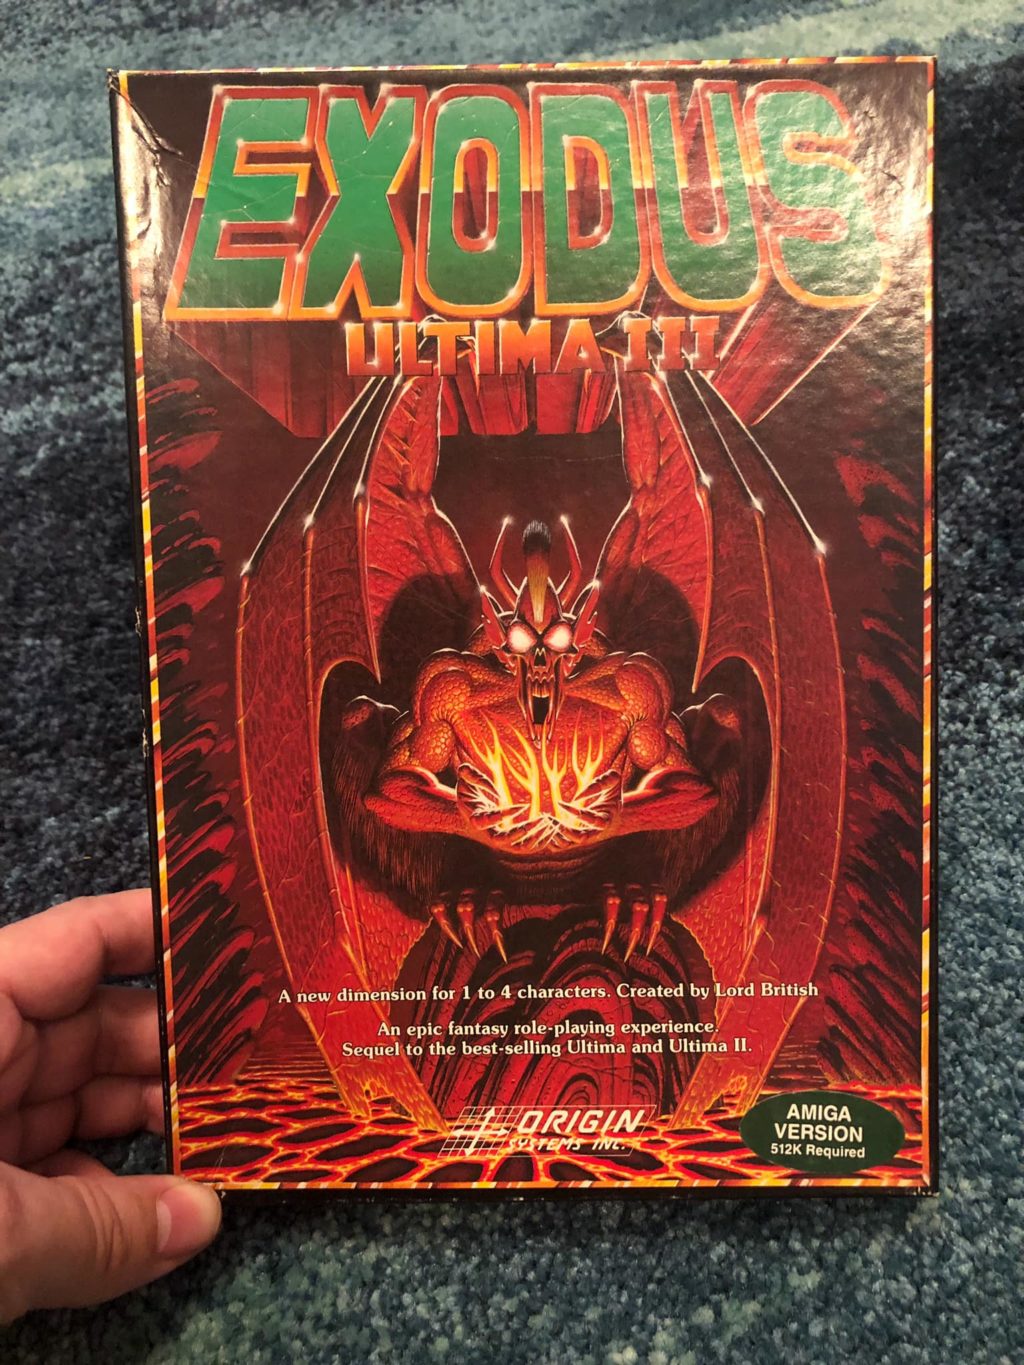 EXODUS
ULTIMA III
A new dimension for 1 to 4 characters. Created by Lord British
An epic fantasy role-playing experience.
Sequel to the best-selling Ultima and Ultima II.
ORIGIN
SYSTEMS INC.
AMIGA
VERSION
512K Required